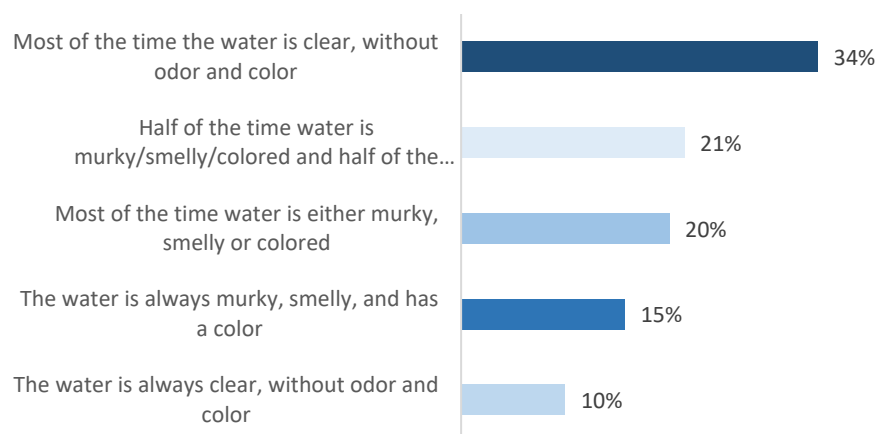 Most of the time the water is clear, without
odor and color
34%
Half of the time water is
murky/smelly/colored and half of the…
21%
Most of the time water is either murky,
smelly or colored
20%
The water is always murky, smelly, and has
a color
15%
The water is always clear, without odor and
color
10%